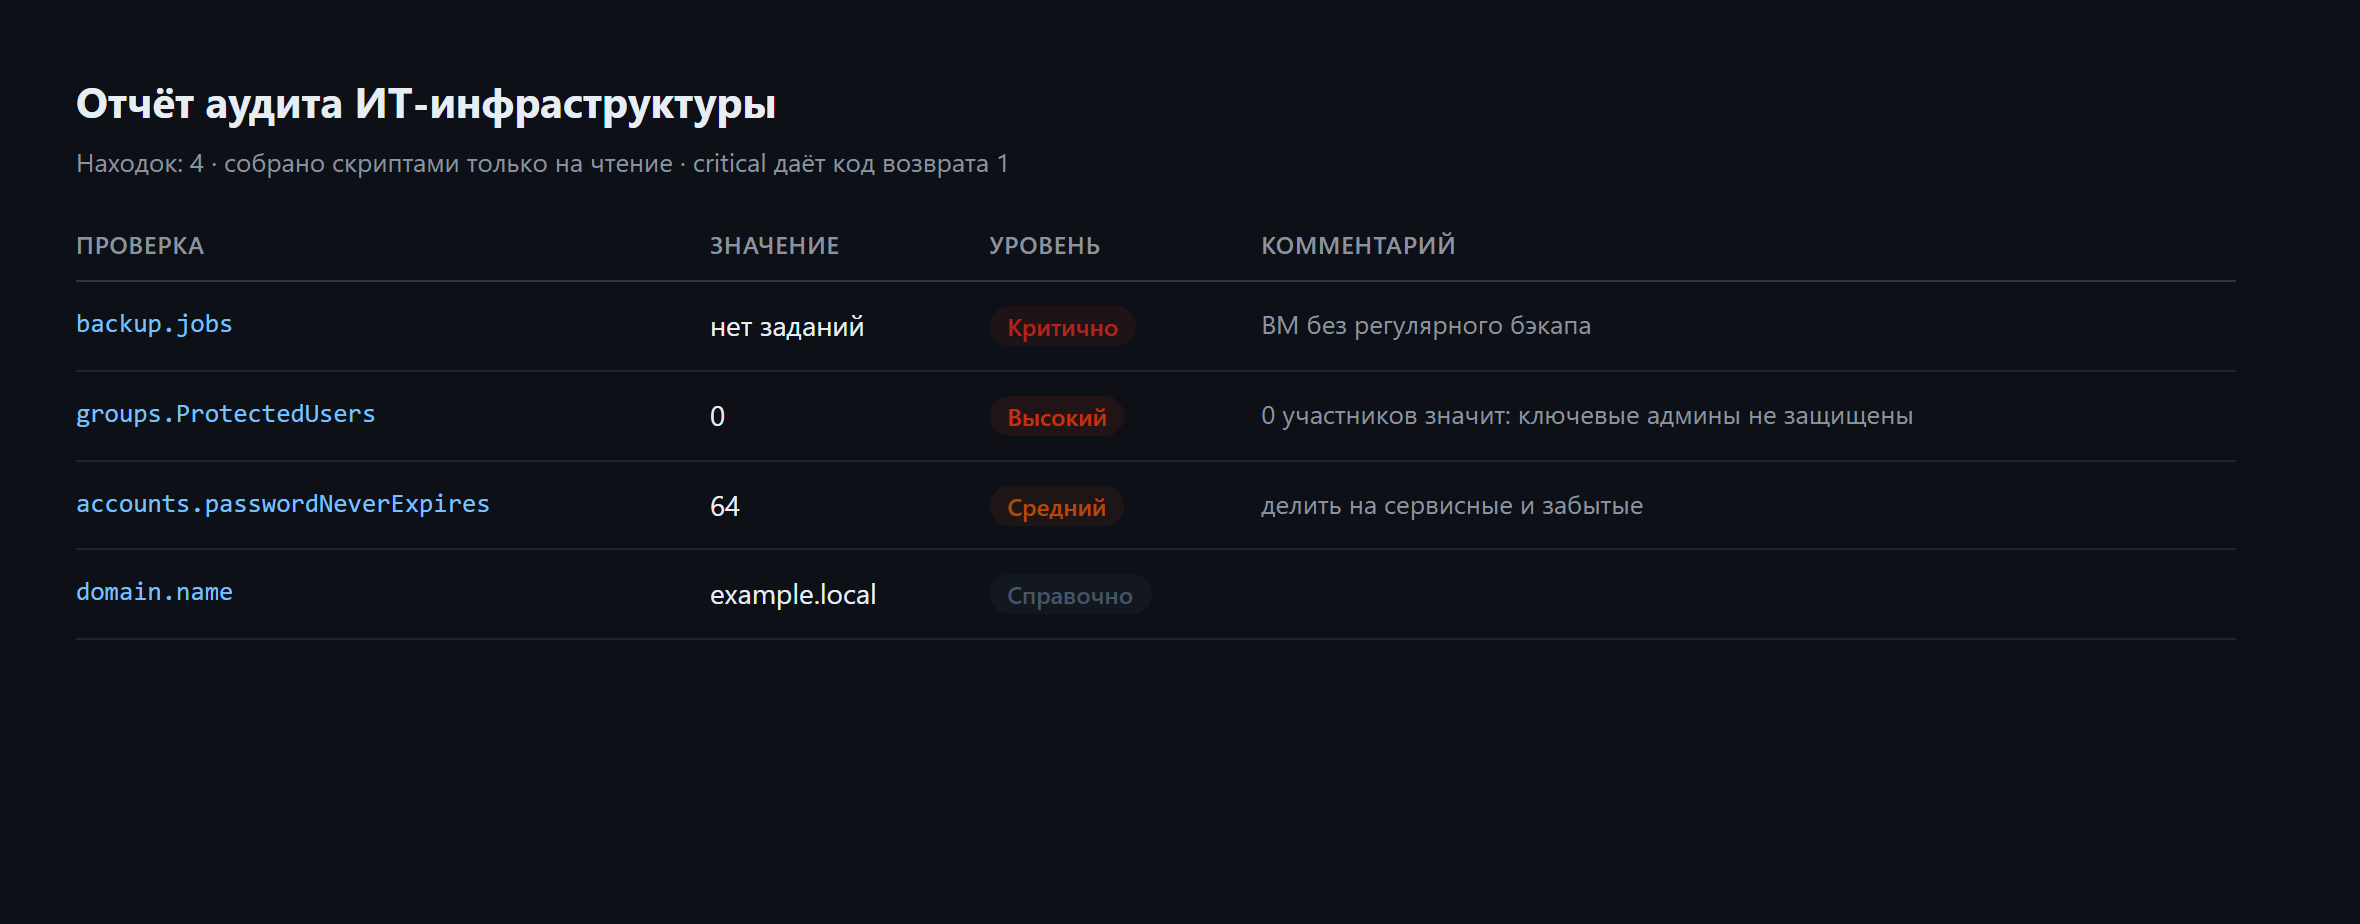 Отчёт аудита ИТ-инфраструктуры
Находок: 4 · собрано скриптами только на чтение · critical даёт код возврата 1
ПРОВЕРКА ЗНАЧЕНИЕ УРОВЕНЬ КОММЕНТАРИЙ
backup.jobs нет заданий Критично ВМ без регулярного бэкапа
groups.ProtectedUsers 0 Высокий 0 участников значит: ключевые админы не защищены
accounts.passwordNeverExpires 64 Средний делить на сервисные и забытые
domain.name example.local Справочно